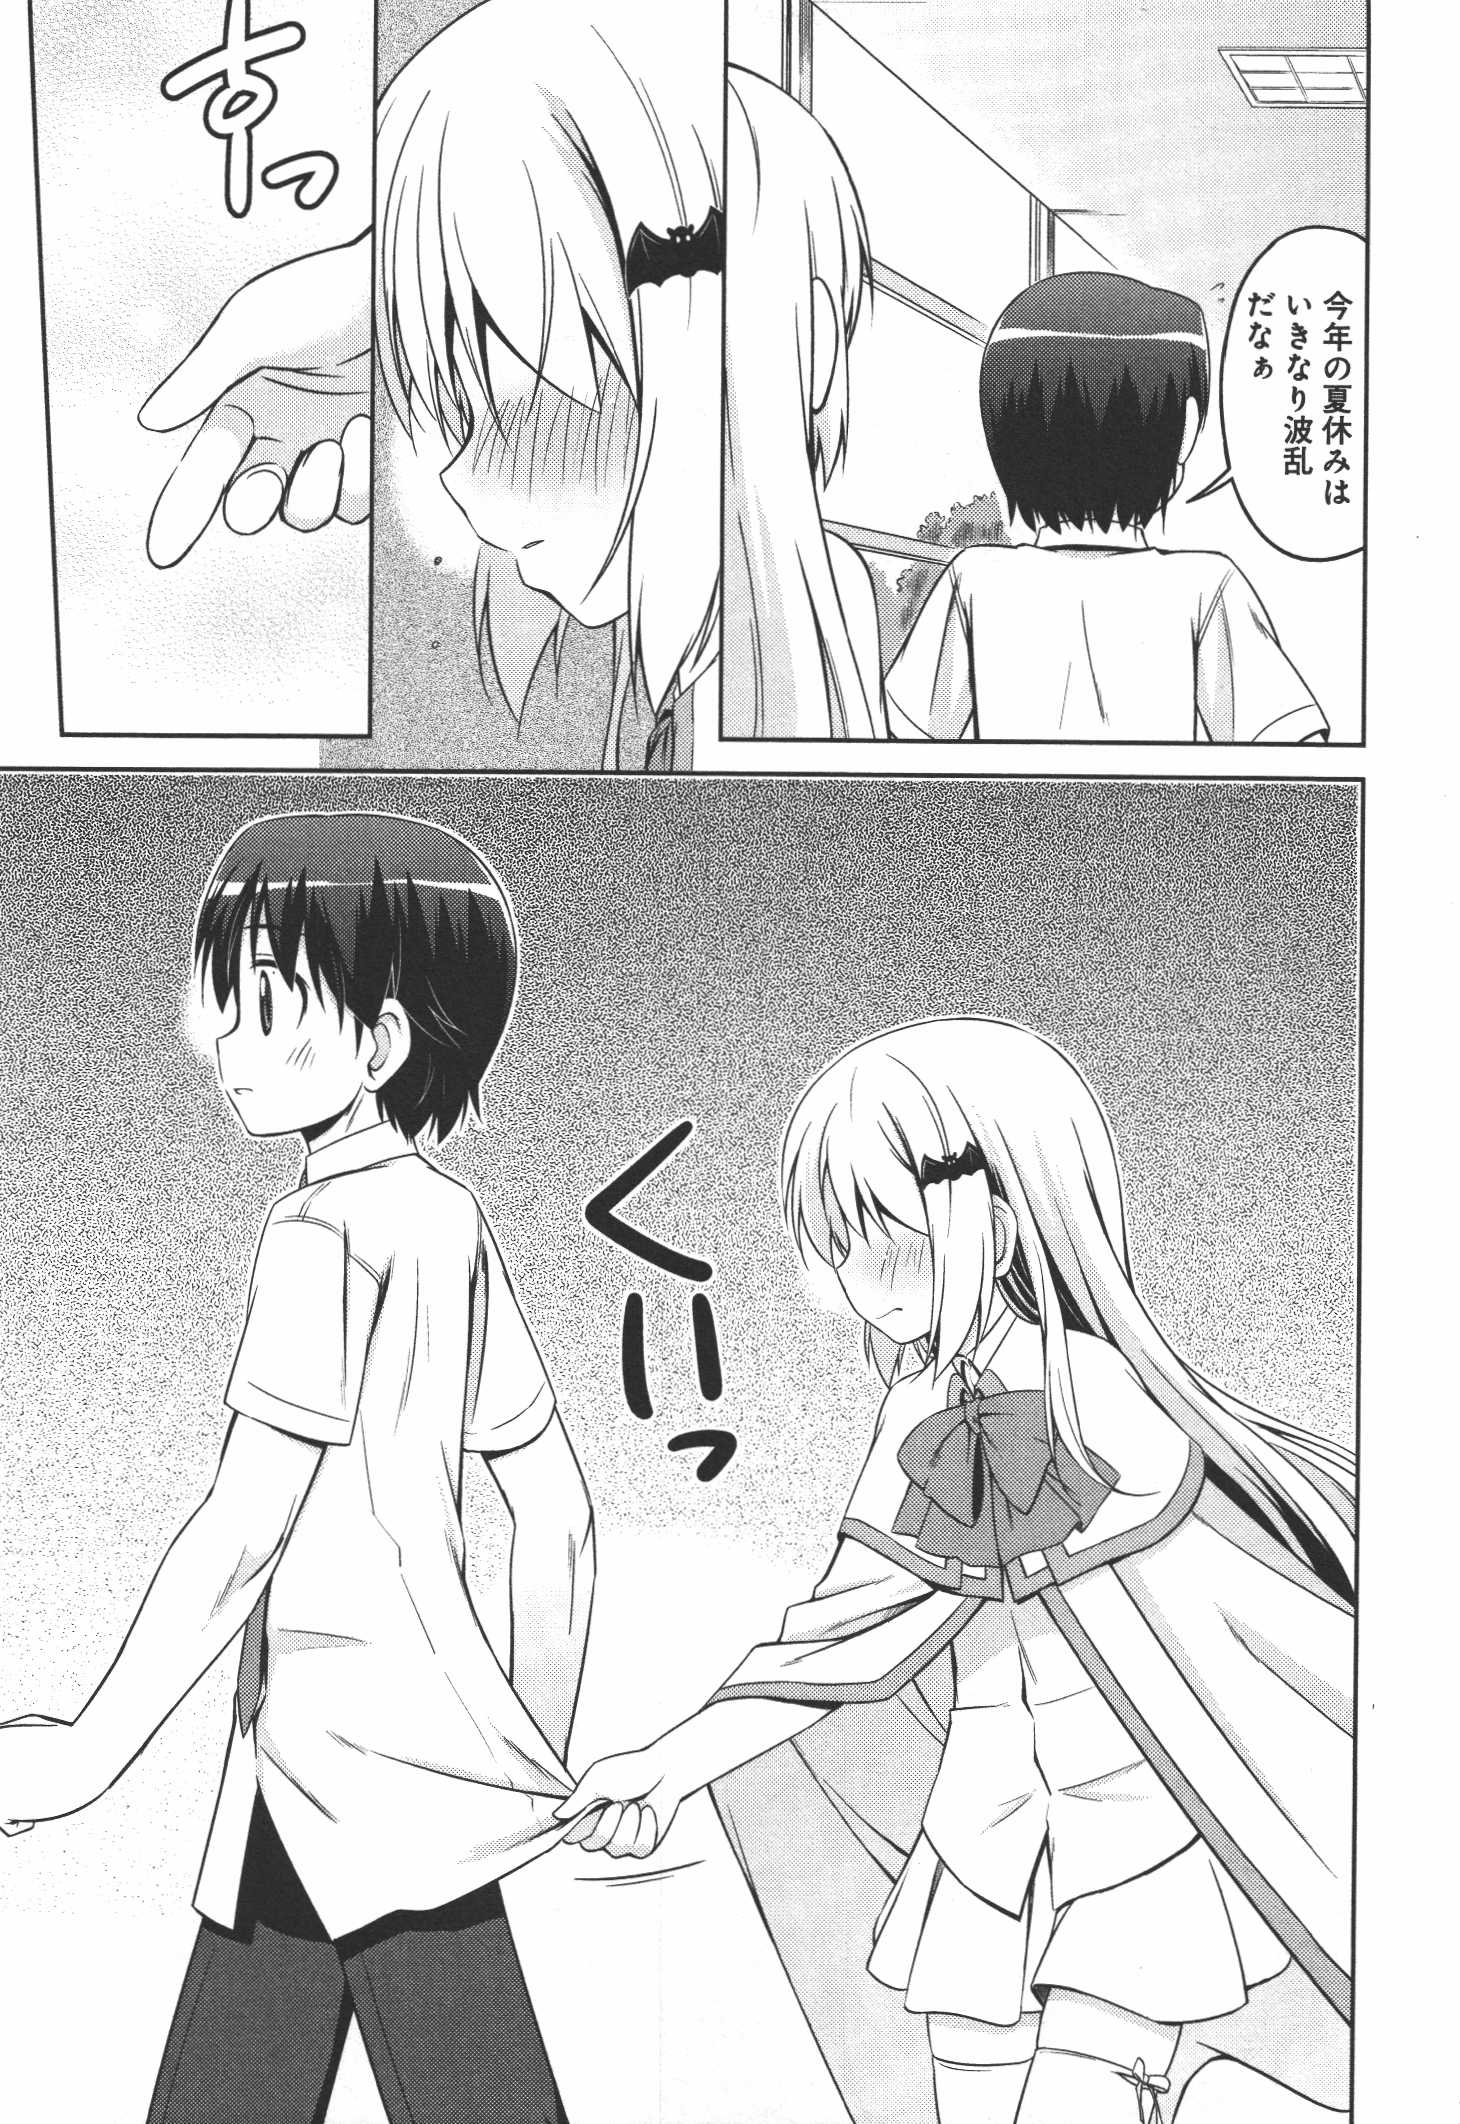 今年の夏休みは
いきなり波乱
だなぁ
すっ
くいっ